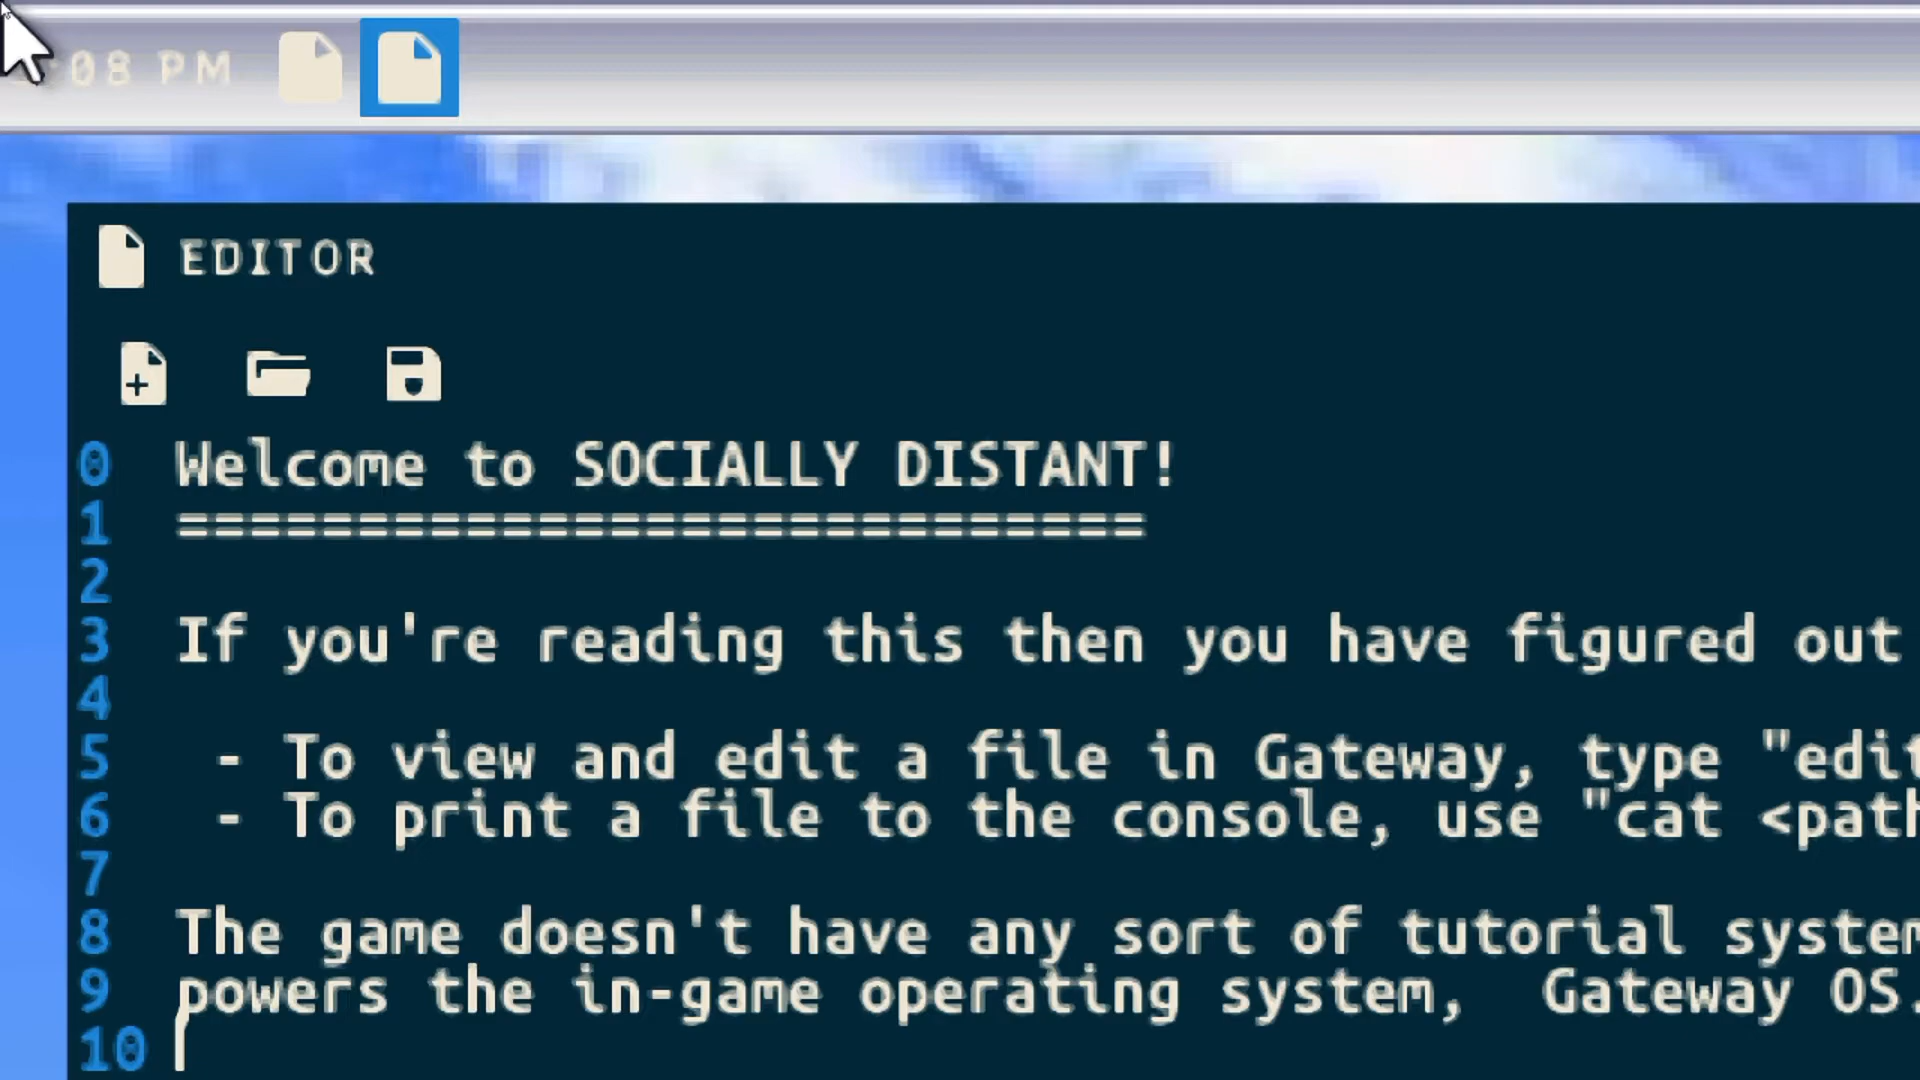 :08 PM
EDITOR
0 Welcome to SOCIALLY DISTANT!
1 ===========================
2
3 If you're reading this then you have figured out
4
5 - To view and edit a file in Gateway, type "edit
6 - To print a file to the console, use "cat <path
7
8 The game doesn't have any sort of tutorial system
9 powers the in-game operating system,  Gateway OS.
10